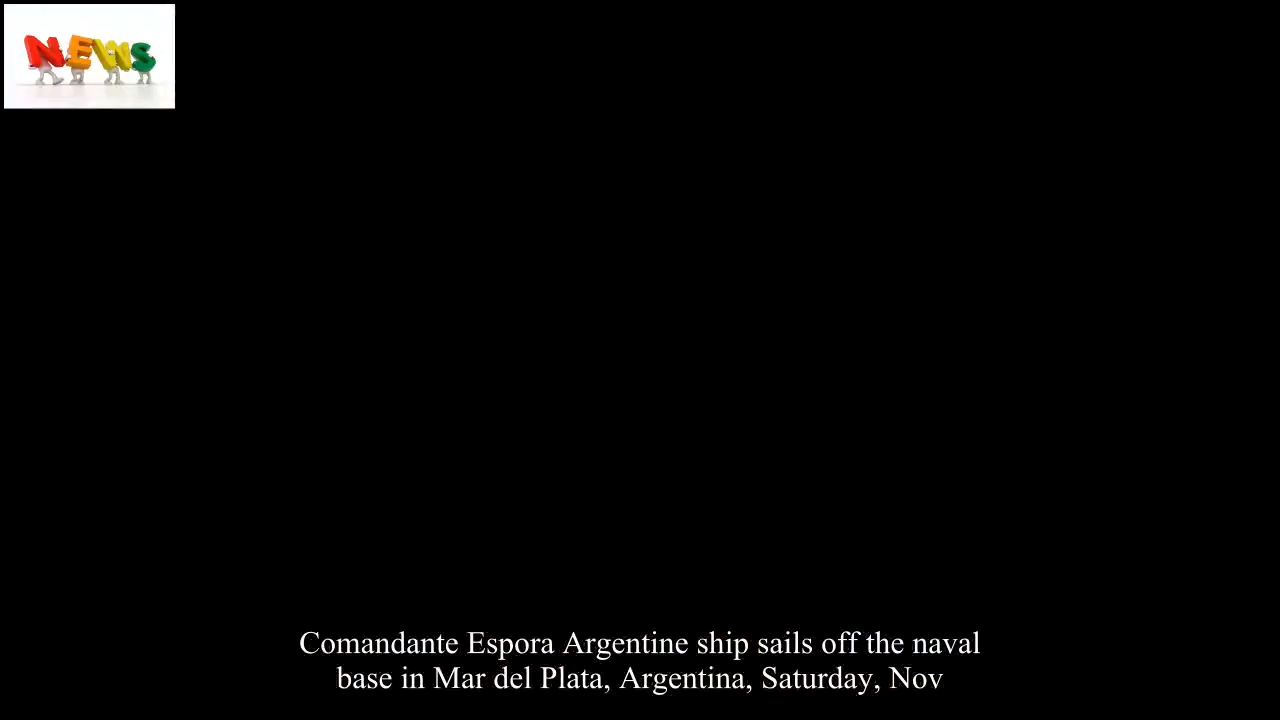 NEWS
Comandante Espora Argentine ship sails off the naval
base in Mar del Plata, Argentina, Saturday, Nov